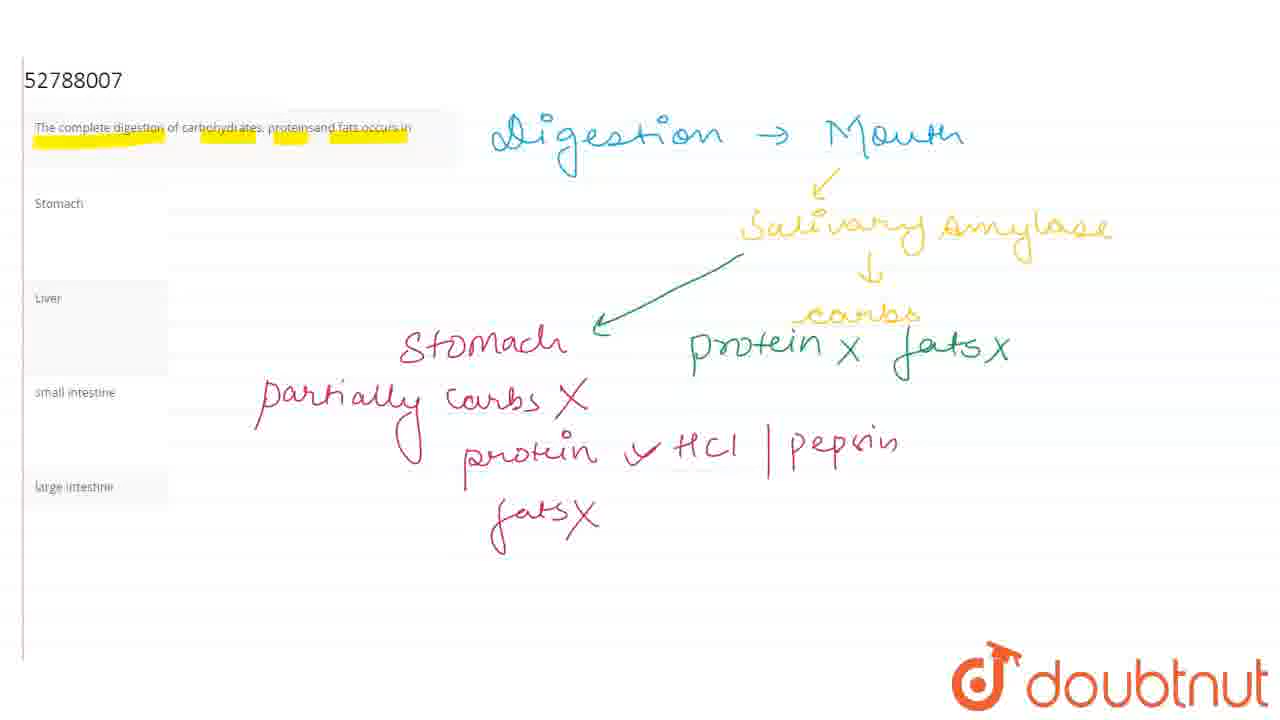 52788007
The complete digestion of carbohydrates, proteinsand fats occurs in
Digestion → Mouth
Stomach
Salivary amylase
Liver
carbs
Stomach
protein x fats x
small intestine
partially carbs X
protein ✓ HCl | pepsin
large intestine
fats X
doubtnut